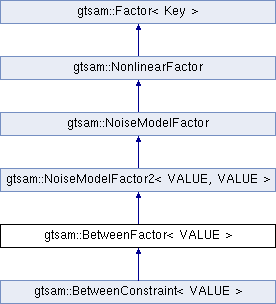 gtsam::Factor< Key >
gtsam::NonlinearFactor
gtsam::NoiseModelFactor
gtsam::NoiseModelFactor2< VALUE, VALUE >
gtsam::BetweenFactor< VALUE >
gtsam::BetweenConstraint< VALUE >